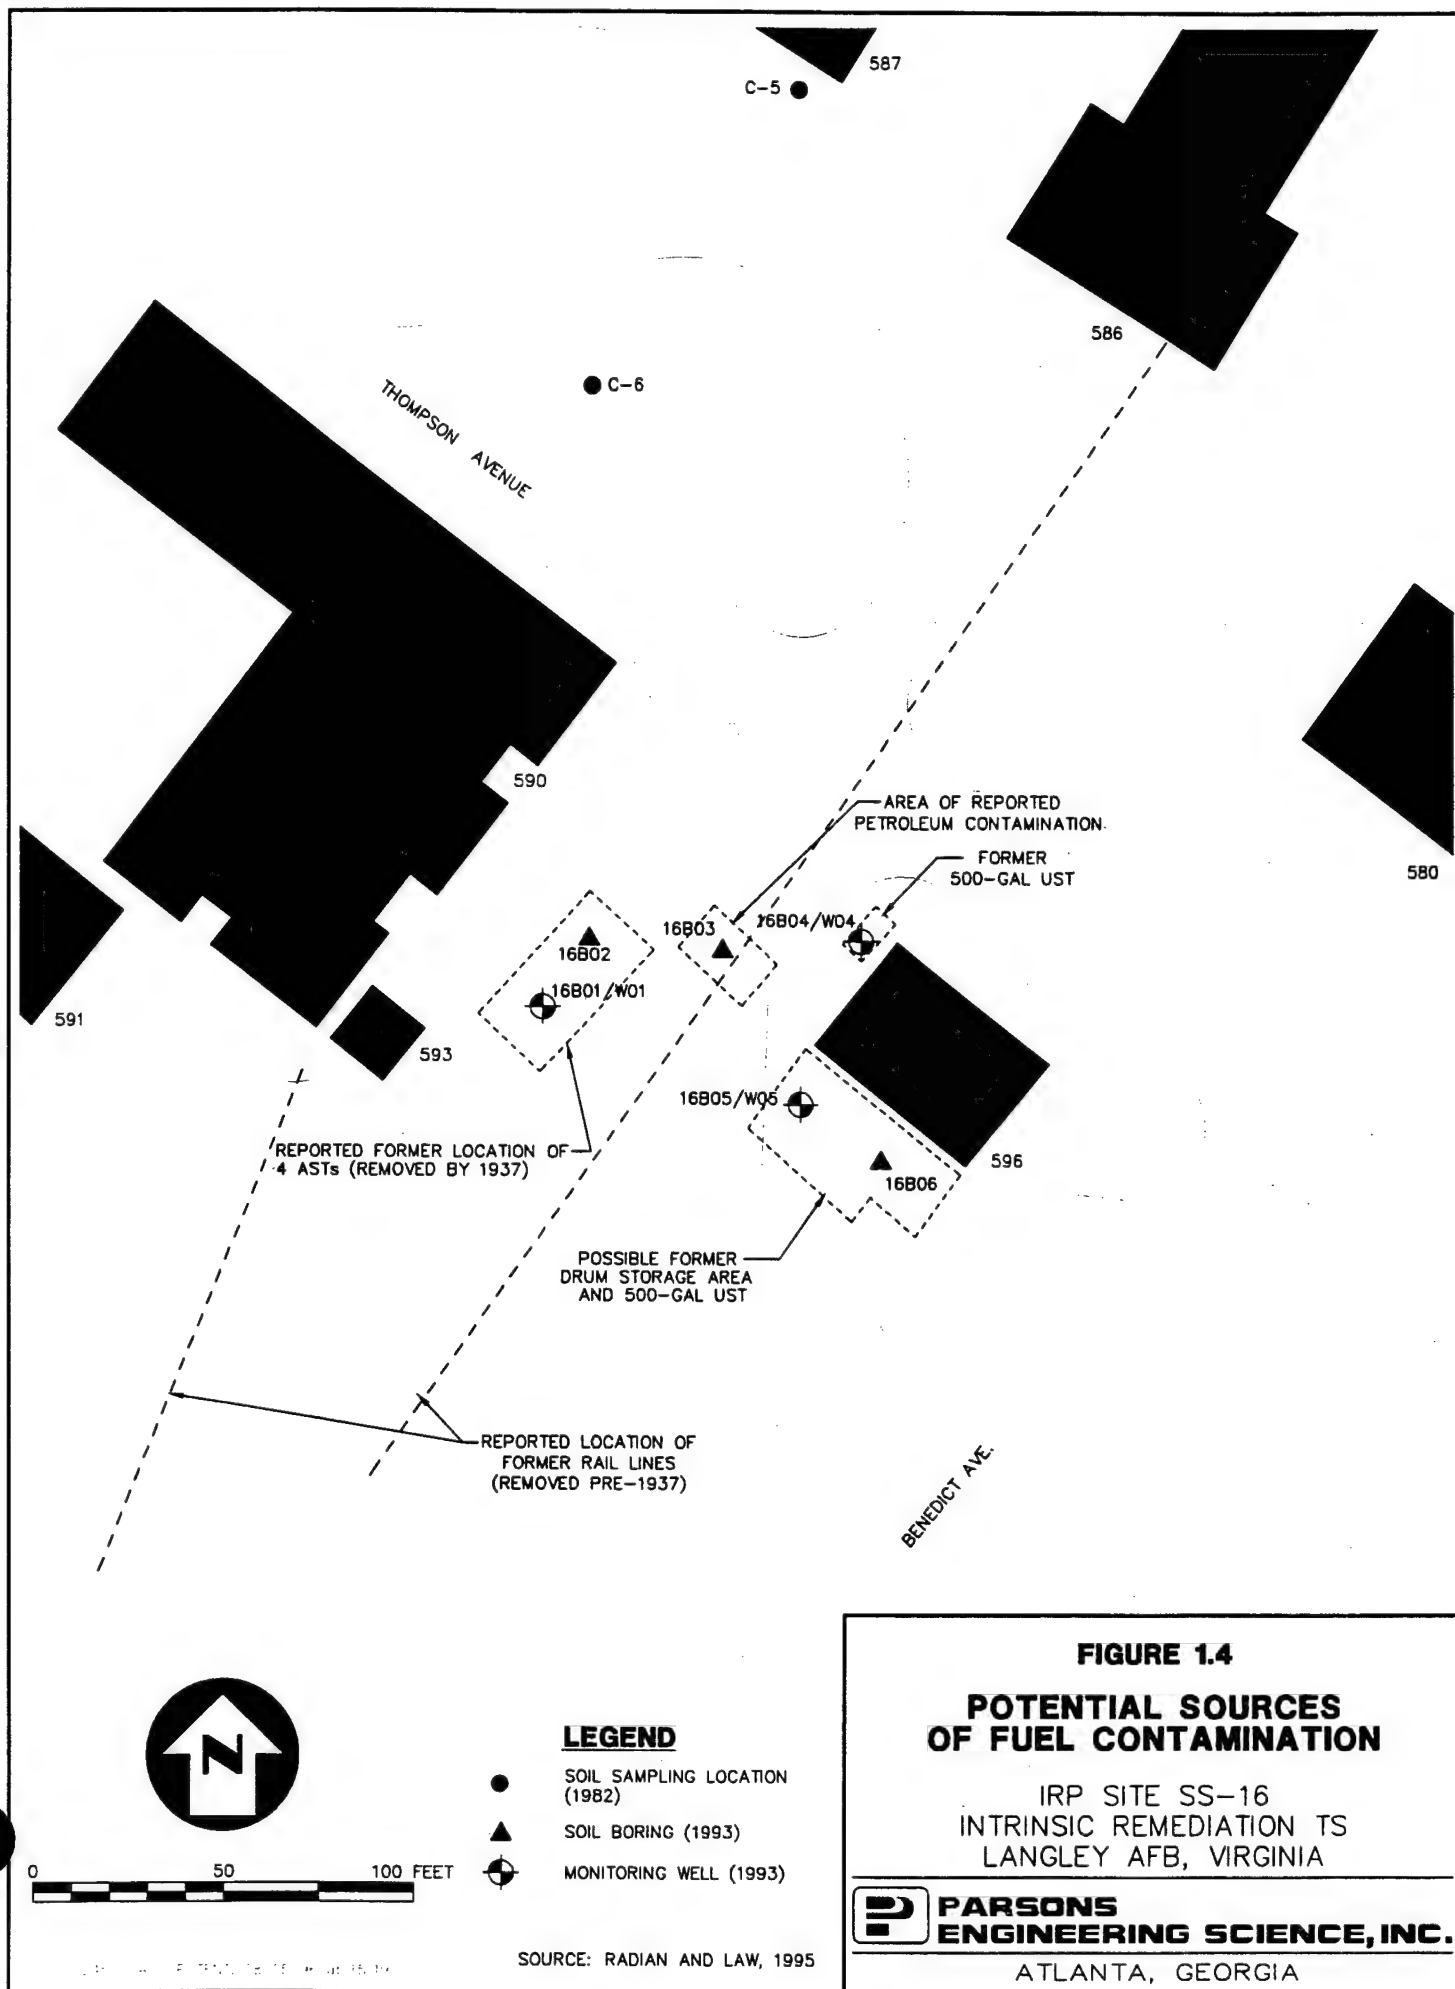 587
C-5
586
C-6
THOMPSON AVENUE
590
AREA OF REPORTED
PETROLEUM CONTAMINATION
FORMER
500-GAL UST
580
16B03
16B04/W04
16B02
16B01/W01
591
593
16B05/W05
REPORTED FORMER LOCATION OF
4 ASTs (REMOVED BY 1937)
596
16B06
POSSIBLE FORMER
DRUM STORAGE AREA
AND 500-GAL UST
REPORTED LOCATION OF
FORMER RAIL LINES
(REMOVED PRE-1937)
BENEDICT AVE.
FIGURE 1.4
POTENTIAL SOURCES
OF FUEL CONTAMINATION
IRP SITE SS-16
INTRINSIC REMEDIATION TS
LANGLEY AFB, VIRGINIA
PARSONS
ENGINEERING SCIENCE, INC.
ATLANTA, GEORGIA
N
LEGEND
SOIL SAMPLING LOCATION
(1982)
SOIL BORING (1993)
MONITORING WELL (1993)
0 50 100 FEET
SOURCE: RADIAN AND LAW, 1995